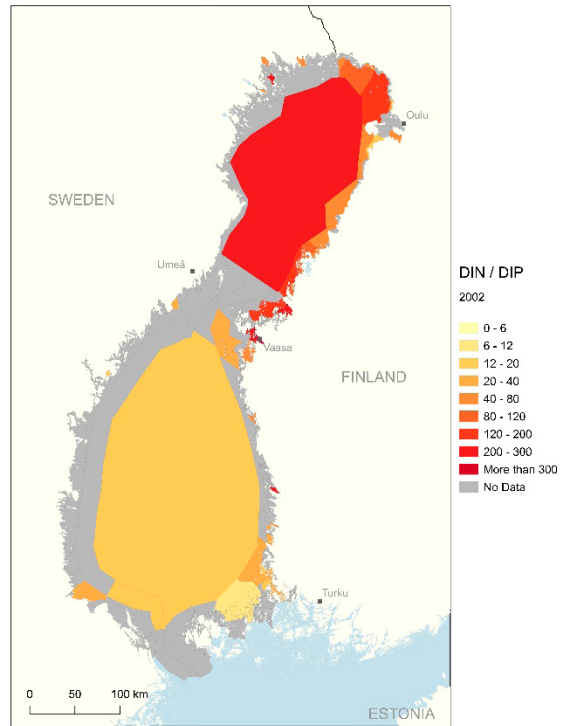 Oulu
SWEDEN
Umeå
DIN / DIP
2002
0 - 6
6 - 12
12 - 20
20 - 40
40 - 80
80 - 120
120 - 200
200 - 300
More than 300
No Data
Vaasa
FINLAND
Turku
0 50 100 km
ESTONIA